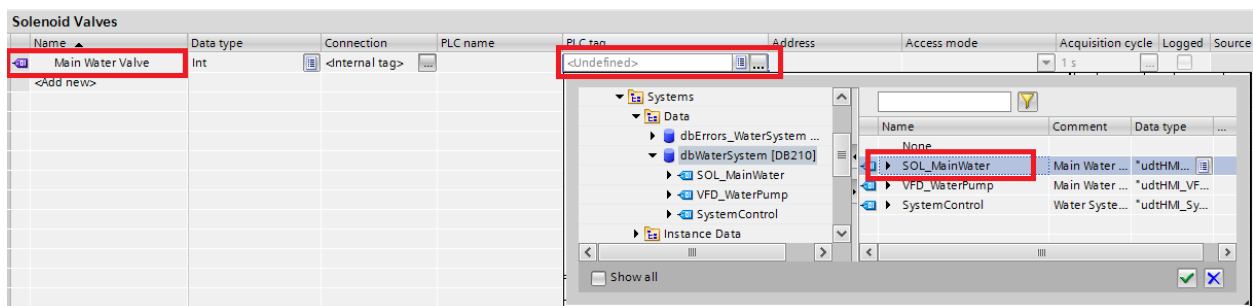 Solenoid Valves
Name Data type Connection PLC name PLC tag Address Access mode Acquisition cycle Logged Source
Main Water Valve Int <Internal tag> ... <Undefined> ... 1 s ...
<Add new>
Systems
Data
dbErrors_WaterSystem ...
dbWaterSystem [DB210]
SOL_MainWater
VFD_WaterPump
SystemControl
Instance Data
Name Comment Data type ...
None
SOL_MainWater Main Water ... "udtHMI...
VFD_WaterPump Main Water ... "udtHMI_VF...
SystemControl Water Syste... "udtHMI_Sy...
Show all